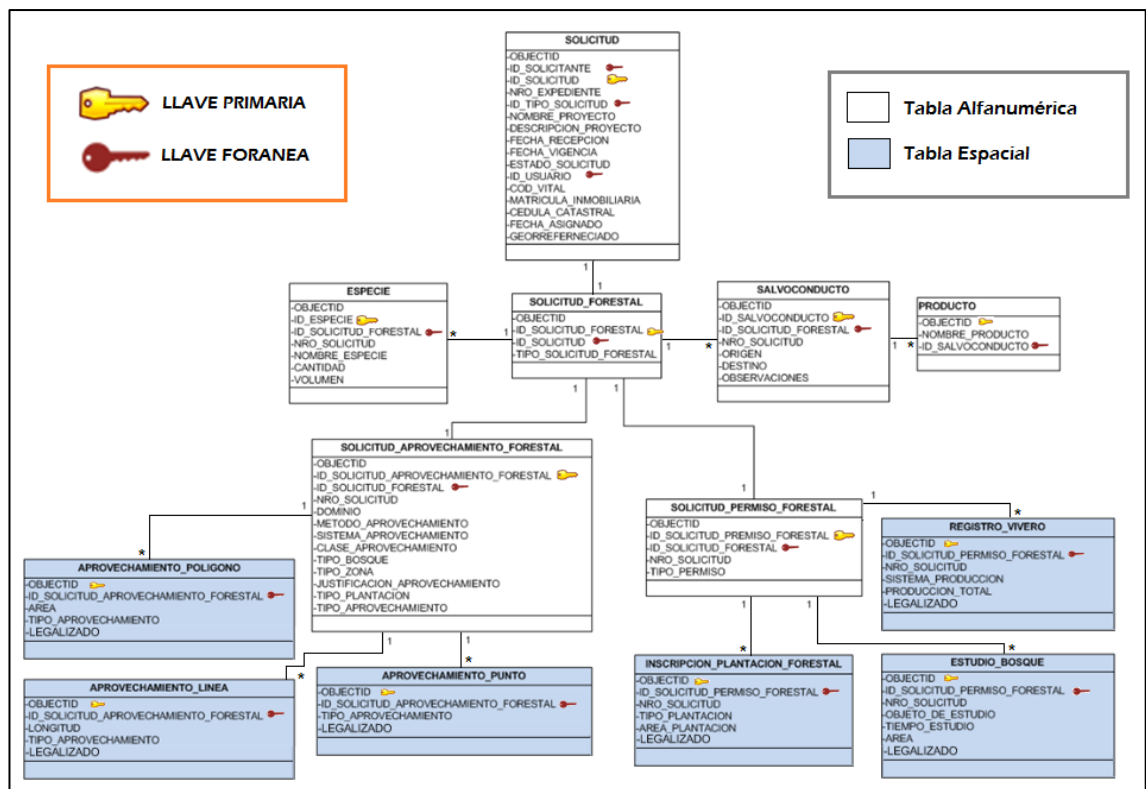 LLAVE PRIMARIA
LLAVE FORANEA
Tabla Alfanumérica
Tabla Espacial
SOLICITUD
-OBJECTID
-ID_SOLICITANTE
-ID_SOLICITUD
-NRO_EXPEDIENTE
-ID_TIPO_SOLICITUD
-NOMBRE_PROYECTO
-DESCRIPCION_PROYECTO
-FECHA_RECEPCION
-FECHA_VIGENCIA
-ESTADO_SOLICITUD
-ID_USUARIO
-COD_VITAL
-MATRICULA_INMOBILIARIA
-CEDULA_CATASTRAL
-FECHA_ASIGNADO
-GEORREFERNECIADO
1
1
ESPECIE
-OBJECTID
-ID_ESPECIE
-ID_SOLICITUD_FORESTAL
-NRO_SOLICITUD
-NOMBRE_ESPECIE
-CANTIDAD
-VOLUMEN
* 1
SOLICITUD_FORESTAL
-OBJECTID
-ID_SOLICITUD_FORESTAL
-ID_SOLICITUD
-TIPO_SOLICITUD_FORESTAL
1 *
SALVOCONDUCTO
-OBJECTID
-ID_SALVOCONDUCTO
-ID_SOLICITUD_FORESTAL
-NRO_SOLICITUD
-ORIGEN
-DESTINO
-OBSERVACIONES
1 *
PRODUCTO
-OBJECTID
-NOMBRE_PRODUCTO
-ID_SALVOCONDUCTO
1 1
1 1
SOLICITUD_APROVECHAMIENTO_FORESTAL
-OBJECTID
-ID_SOLICITUD_APROVECHAMIENTO_FORESTAL
-ID_SOLICITUD_FORESTAL
-NRO_SOLICITUD
-DOMINIO
-METODO_APROVECHAMIENTO
-SISTEMA_APROVECHAMIENTO
-CLASE_APROVECHAMIENTO
-TIPO_BOSQUE
-TIPO_ZONA
-JUSTIFICACION_APROVECHAMIENTO
-TIPO_PLANTACION
-TIPO_APROVECHAMIENTO
SOLICITUD_PERMISO_FORESTAL
-OBJECTID
-ID_SOLICITUD_PREMISO_FORESTAL
-ID_SOLICITUD_FORESTAL
-NRO_SOLICITUD
-TIPO_PERMISO
1 *
REGISTRO_VIVERO
-OBJECTID
-ID_SOLICITUD_PERMISO_FORESTAL
-NRO_SOLICITUD
-SISTEMA_PRODUCCION
-PRODUCCION_TOTAL
-LEGALIZADO
1 *
APROVECHAMIENTO_POLIGONO
-OBJECTID
-ID_SOLICITUD_APROVECHAMIENTO_FORESTAL
-AREA
-TIPO_APROVECHAMIENTO
-LEGALIZADO
1 *
APROVECHAMIENTO_LINEA
-OBJECTID
-ID_SOLICITUD_APROVECHAMIENTO_FORESTAL
-LONGITUD
-TIPO_APROVECHAMIENTO
-LEGALIZADO
1 *
APROVECHAMIENTO_PUNTO
-OBJECTID
-ID_SOLICITUD_APROVECHAMIENTO_FORESTAL
-TIPO_APROVECHAMIENTO
-LEGALIZADO
1 *
INSCRIPCION_PLANTACION_FORESTAL
-OBJECTID
-ID_SOLICITUD_PERMISO_FORESTAL
-NRO_SOLICITUD
-TIPO_PLANTACION
-AREA_PLANTACION
-LEGALIZADO
1 *
ESTUDIO_BOSQUE
-OBJECTID
-ID_SOLICITUD_PERMISO_FORESTAL
-NRO_SOLICITUD
-OBJETO_DE_ESTUDIO
-TIEMPO_ESTUDIO
-AREA
-LEGALIZADO